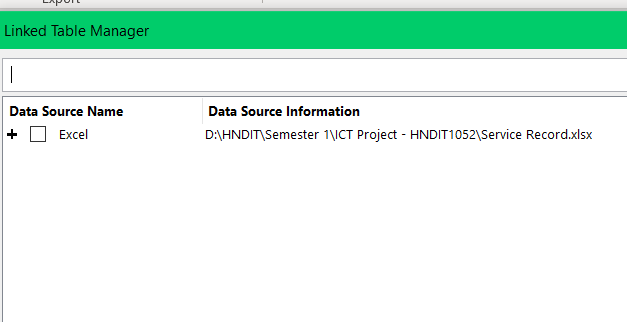 Export
Linked Table Manager
Data Source Name Data Source Information
Excel D:\HNDIT\Semester 1\ICT Project - HNDIT1052\Service Record.xlsx